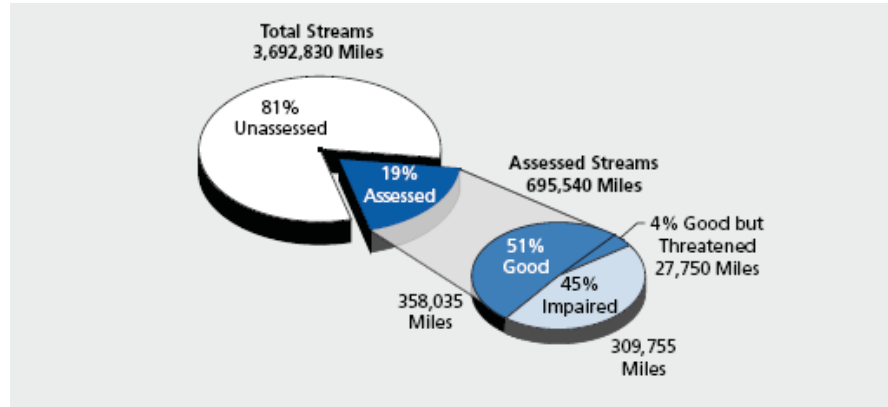 Total Streams
3,692,830 Miles
81%
Unassessed
19%
Assessed
Assessed Streams
695,540 Miles
51%
Good
4% Good but
Threatened
27,750 Miles
45%
Impaired
358,035
Miles
309,755
Miles